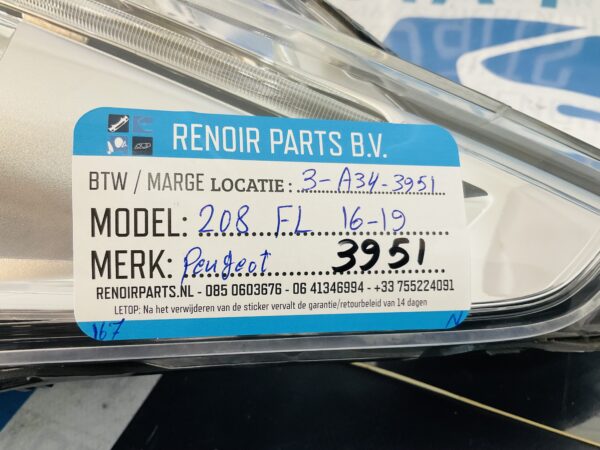 RENOIR PARTS B.V.
BTW / MARGE LOCATIE: 3-A34-3951
MODEL: 208 FL 16-19
MERK: Peugeot 3951
RENOIRPARTS.NL - 085 0603676 - 06 41346994 - +33 755224091
LETOP: Na het verwijderen van de sticker vervalt de garantie/retourbeleid van 14 dagen
167 N